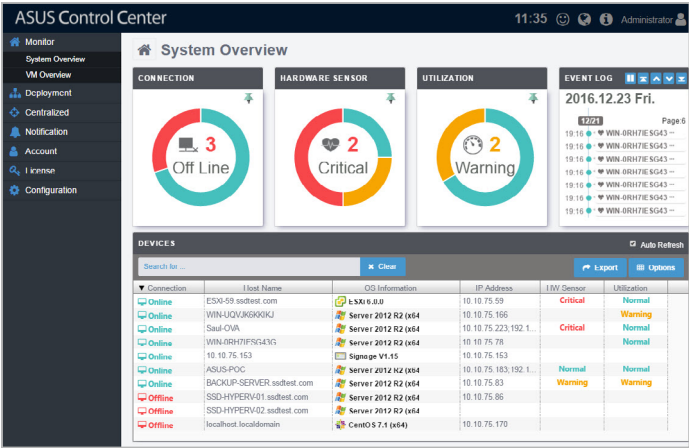 ASUS Control Center
11:35
Administrator
Monitor
System Overview
VM Overview
Deployment
Centralized
Notification
Account
License
Configuration
System Overview
CONNECTION
3
Off Line
HARDWARE SENSOR
2
Critical
UTILIZATION
2
Warning
EVENT LOG
2016.12.23 Fri.
12/21 Page:6
19:16 WIN-0RH7IESG43 --
19:16 WIN-0RH7IESG43 --
19:16 WIN-0RH7IESG43 --
19:16 WIN-0RH7IESG43 --
19:16 WIN-0RH7IESG43 --
19:16 WIN-0RH7IESG43 --
DEVICES
Auto Refresh
Search for ...
Clear
Export
Options
Connection Host Name OS Information IP Address HW Sensor Utilization
Online ESXI-59.ssdtest.com ESXi 6.0.0 10.10.75.59 Critical Normal
Online WIN-UQVJK6KKIKJ Server 2012 R2 (x64 10.10.75.166 Warning
Online Saul-OVA Server 2012 R2 (x64 10.10.75.223;192.1... Critical Normal
Online WIN-0RH7IESG43G Server 2012 R2 (x64 10.10.75.78 Normal
Online 10.10.75.153 Signage V1.15 10.10.75.153
Online ASUS-POC Server 2012 R2 (x64 10.10.75.183;192.1... Normal Normal
Online BACKUP-SERVER.ssdtest.com Server 2012 R2 (x64 10.10.75.83 Warning Warning
Offline SSD-HYPERV-01.ssdtest.com Server 2012 R2 (x64 10.10.75.86
Offline SSD-HYPERV-02.ssdtest.com Server 2012 R2 (x64
Offline localhost.localdomain CentOS 7.1 (x64) 10.10.75.170